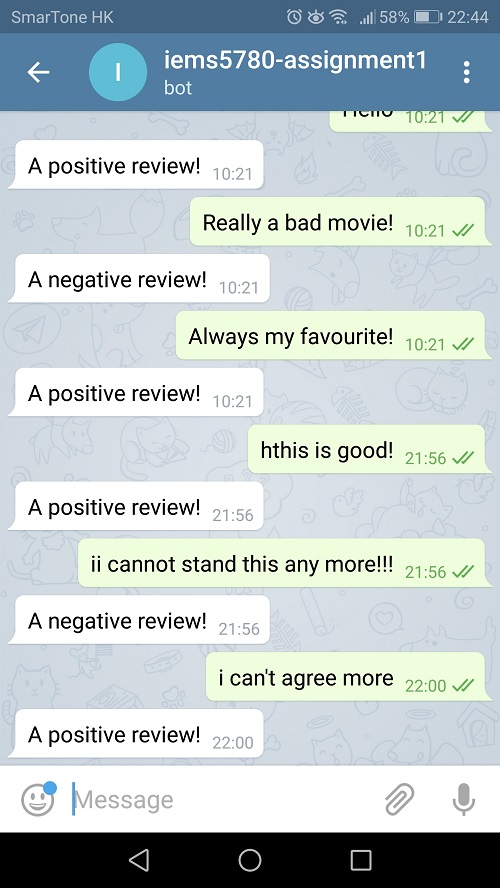 SmarTone HK 58% 22:44
I iems5780-assignment1
bot
Hello 10:21
A positive review! 10:21
Really a bad movie! 10:21
A negative review! 10:21
Always my favourite! 10:21
A positive review! 10:21
hthis is good! 21:56
A positive review! 21:56
ii cannot stand this any more!!! 21:56
A negative review! 21:56
i can't agree more 22:00
A positive review! 22:00
Message